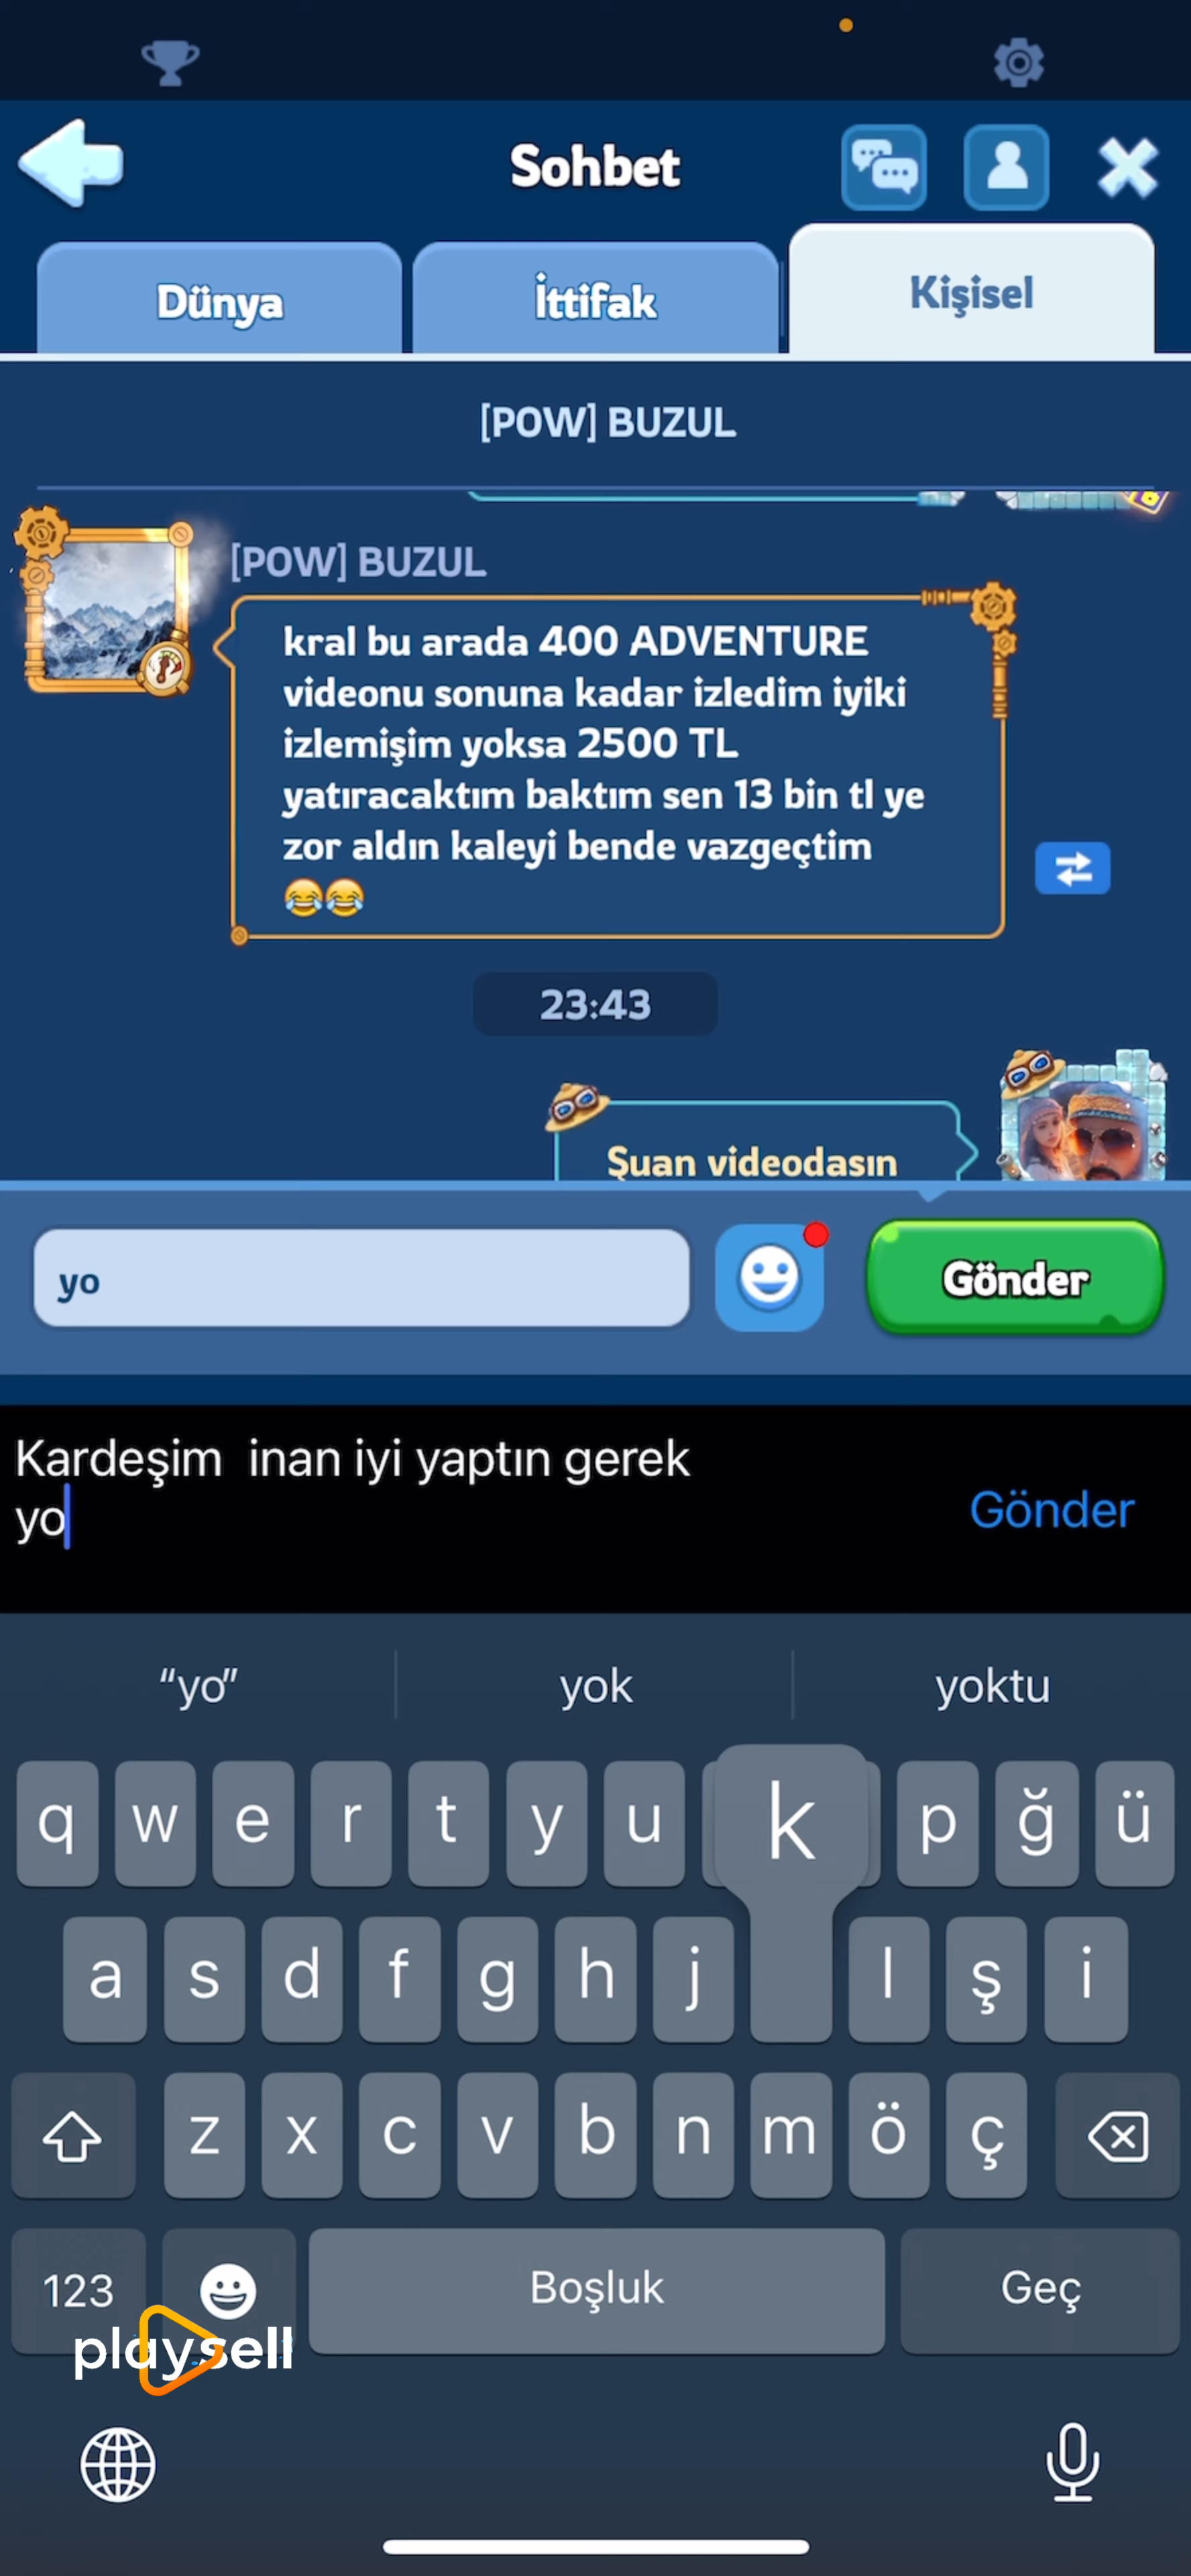 Sohbet
Dünya
İttifak
Kişisel
[POW] BUZUL
[POW] BUZUL
kral bu arada 400 ADVENTURE
videonu sonuna kadar izledim iyiki
izlemişim yoksa 2500 TL
yatıracaktım baktım sen 13 bin tl ye
zor aldın kaleyi bende vazgeçtim
😂😂
23:43
Şuan videodasın
yo
Gönder
Kardeşim  inan iyi yaptın gerek
yo
Gönder
“yo” yok yoktu
q w e r t y u k p ğ ü
a s d f g h j l ş i
z x c v b n m ö ç
123 Boşluk Geç
playsell